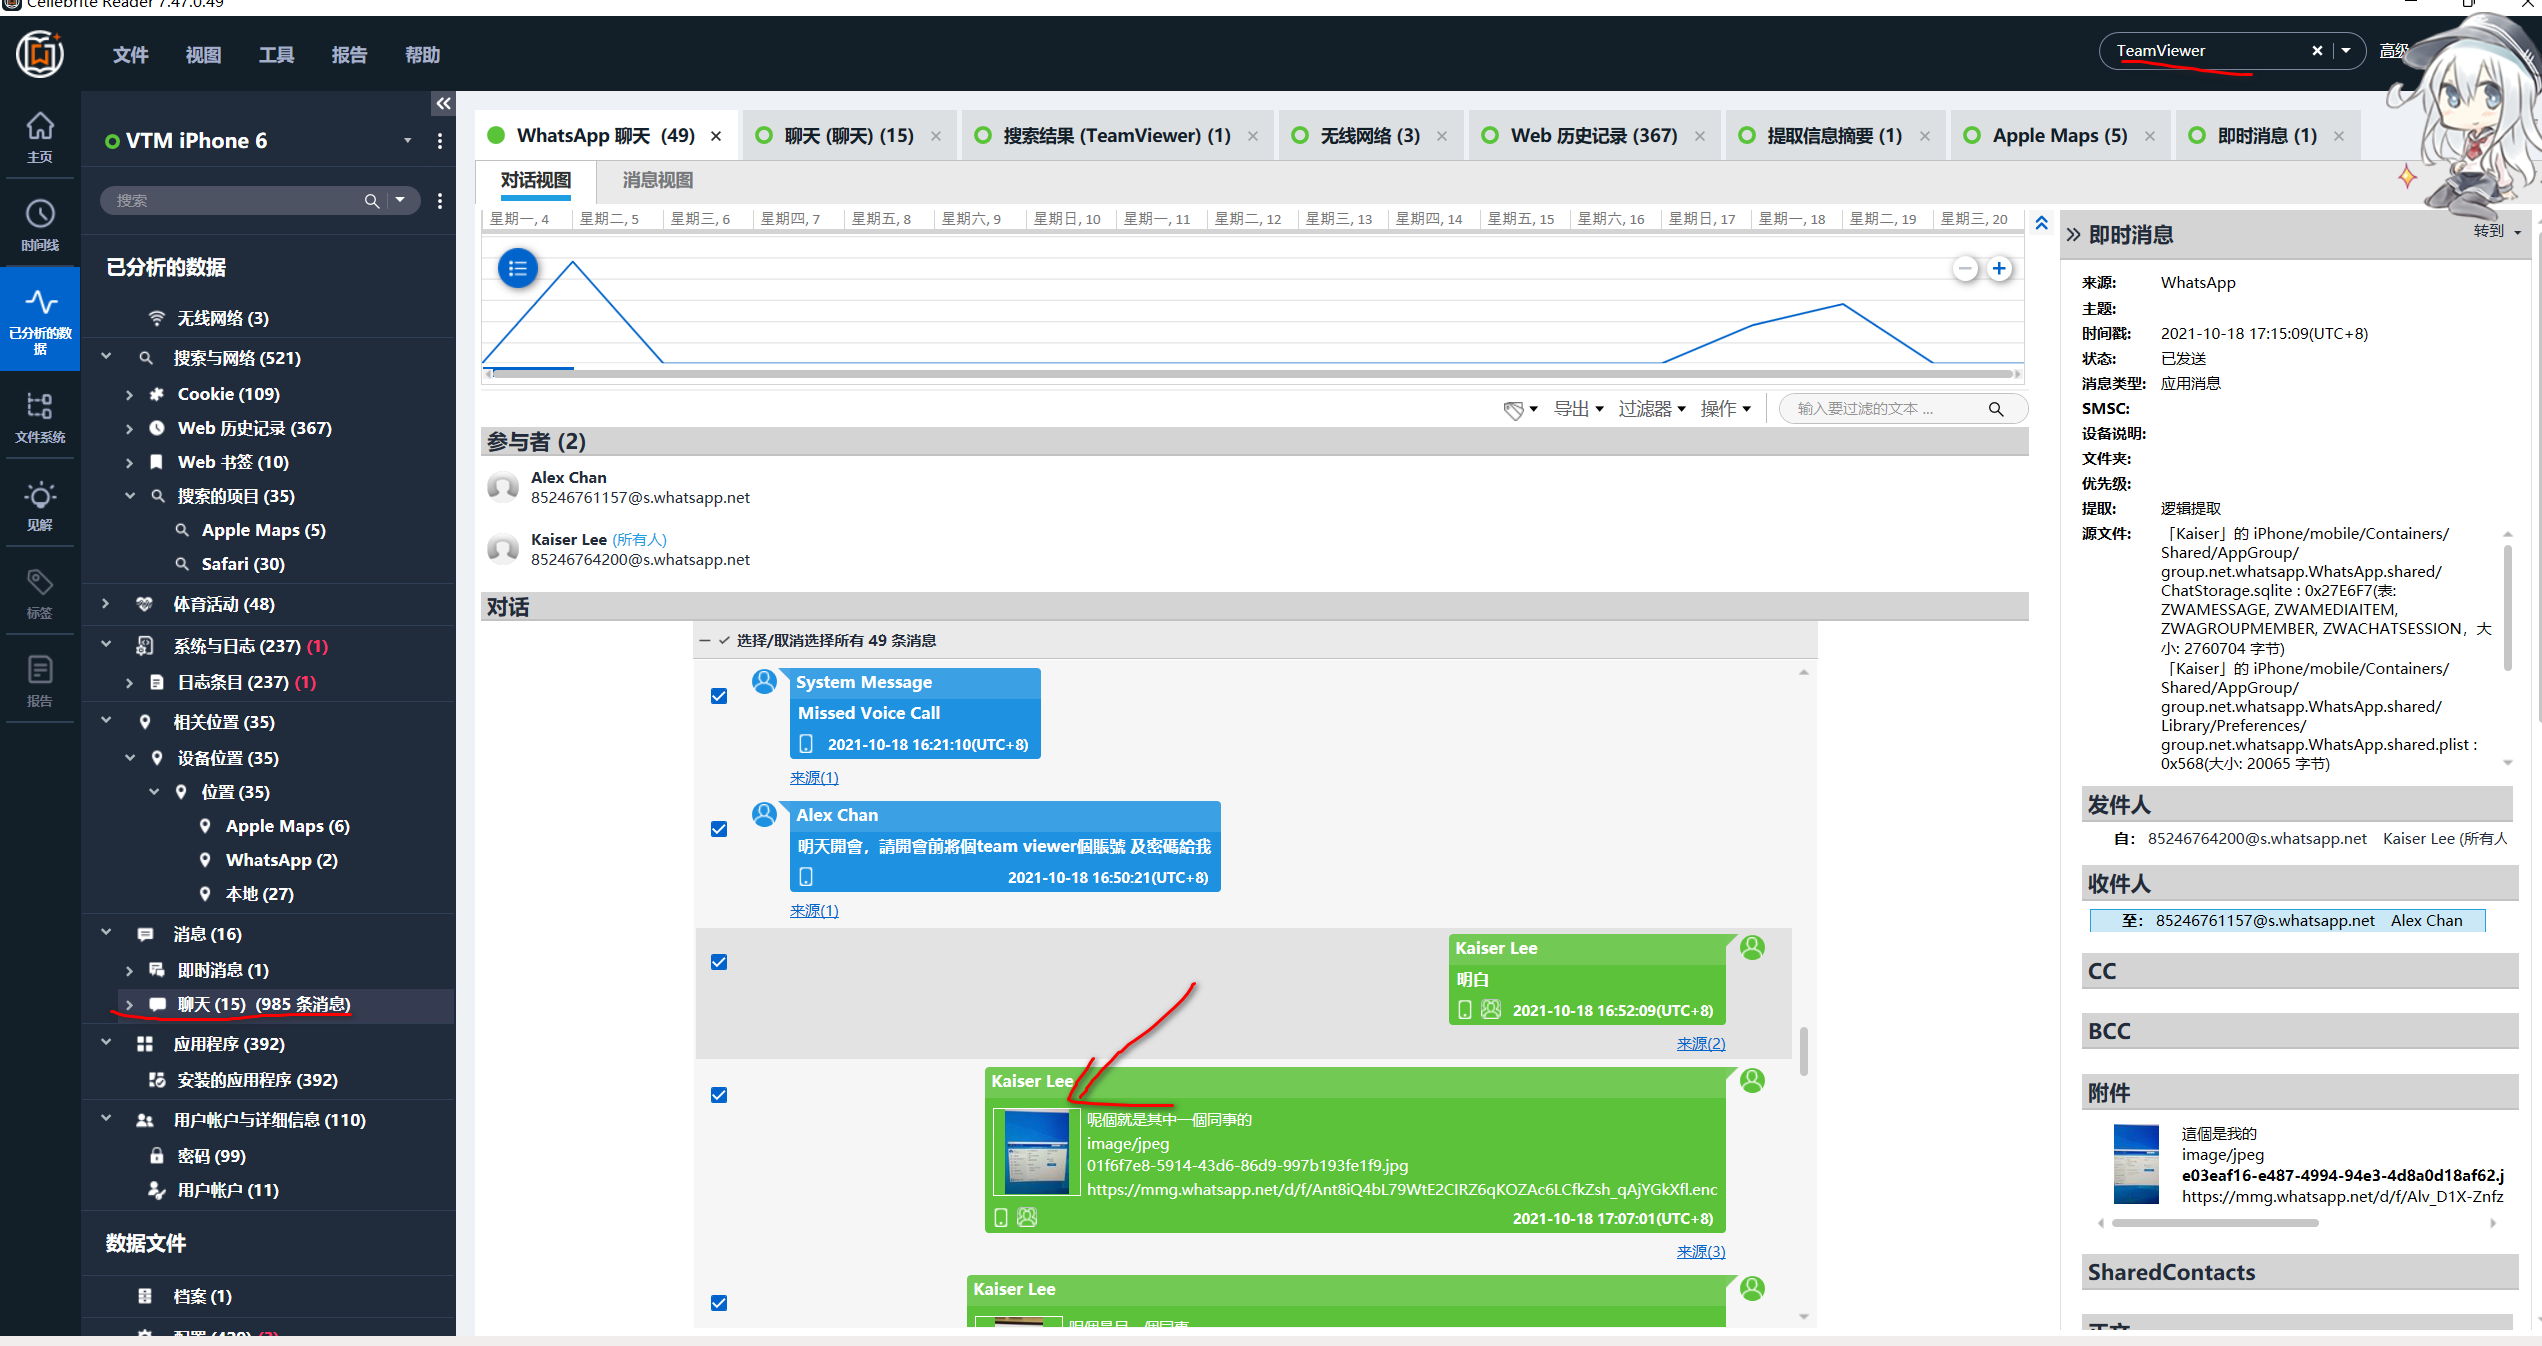 Cellebrite Reader 7.47.0.49
文件 视图 工具 报告 帮助
TeamViewer
高级
主页
时间线
已分析的数据
文件系统
见解
标签
报告
VTM iPhone 6
搜索
已分析的数据
无线网络 (3)
搜索与网络 (521)
Cookie (109)
Web 历史记录 (367)
Web 书签 (10)
搜索的项目 (35)
Apple Maps (5)
Safari (30)
体育活动 (48)
系统与日志 (237) (1)
日志条目 (237) (1)
相关位置 (35)
设备位置 (35)
位置 (35)
Apple Maps (6)
WhatsApp (2)
本地 (27)
消息 (16)
即时消息 (1)
聊天 (15) (985 条消息)
应用程序 (392)
安装的应用程序 (392)
用户帐户与详细信息 (110)
密码 (99)
用户帐户 (11)
数据文件
档案 (1)
WhatsApp 聊天 (49)
聊天 (聊天) (15)
搜索结果 (TeamViewer) (1)
无线网络 (3)
Web 历史记录 (367)
提取信息摘要 (1)
Apple Maps (5)
即时消息 (1)
对话视图 消息视图
星期一, 4 星期二, 5 星期三, 6 星期四, 7 星期五, 8 星期六, 9 星期日, 10 星期一, 11 星期二, 12 星期三, 13 星期四, 14 星期五, 15 星期六, 16 星期日, 17 星期一, 18 星期二, 19 星期三, 20
导出 过滤器 操作 输入要过滤的文本 ...
参与者 (2)
Alex Chan
85246761157@s.whatsapp.net
Kaiser Lee (所有人)
85246764200@s.whatsapp.net
对话
选择/取消选择所有 49 条消息
System Message
Missed Voice Call
2021-10-18 16:21:10(UTC+8)
来源(1)
Alex Chan
明天開會，請開會前將個team viewer個賬號 及密碼給我
2021-10-18 16:50:21(UTC+8)
来源(1)
Kaiser Lee
明白
2021-10-18 16:52:09(UTC+8)
来源(2)
Kaiser Lee
呢個就是其中一個同事的
image/jpeg
01f6f7e8-5914-43d6-86d9-997b193fe1f9.jpg
https://mmg.whatsapp.net/d/f/Ant8iQ4bL79WtE2CIRZ6qKOZAc6LCfkZsh_qAjYGkXfl.enc
2021-10-18 17:07:01(UTC+8)
来源(3)
Kaiser Lee
即时消息
转到
来源: WhatsApp
主题:
时间戳: 2021-10-18 17:15:09(UTC+8)
状态: 已发送
消息类型: 应用消息
SMSC:
设备说明:
文件夹:
优先级:
提取: 逻辑提取
源文件: 「Kaiser」的 iPhone/mobile/Containers/
Shared/AppGroup/
group.net.whatsapp.WhatsApp.shared/
ChatStorage.sqlite : 0x27E6F7(表:
ZWAMESSAGE, ZWAMEDIAITEM,
ZWAGROUPMEMBER, ZWACHATSESSION，大
小: 2760704 字节)
「Kaiser」的 iPhone/mobile/Containers/
Shared/AppGroup/
group.net.whatsapp.WhatsApp.shared/
Library/Preferences/
group.net.whatsapp.WhatsApp.shared.plist :
0x568(大小: 20065 字节)
发件人
自: 85246764200@s.whatsapp.net Kaiser Lee (所有人
收件人
至: 85246761157@s.whatsapp.net Alex Chan
CC
BCC
附件
這個是我的
image/jpeg
e03eaf16-e487-4994-94e3-4d8a0d18af62.j
https://mmg.whatsapp.net/d/f/Alv_D1X-Znfz
SharedContacts